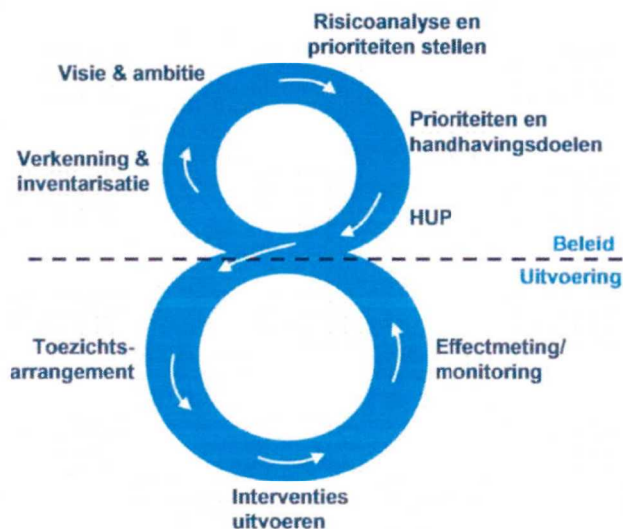 Risicoanalyse en
prioriteiten stellen
Visie & ambitie
Prioriteiten en
handhavingsdoelen
Verkenning &
inventarisatie
HUP
Beleid
Uitvoering
Toezichts-
arrangement
Effectmeting/
monitoring
Interventies
uitvoeren